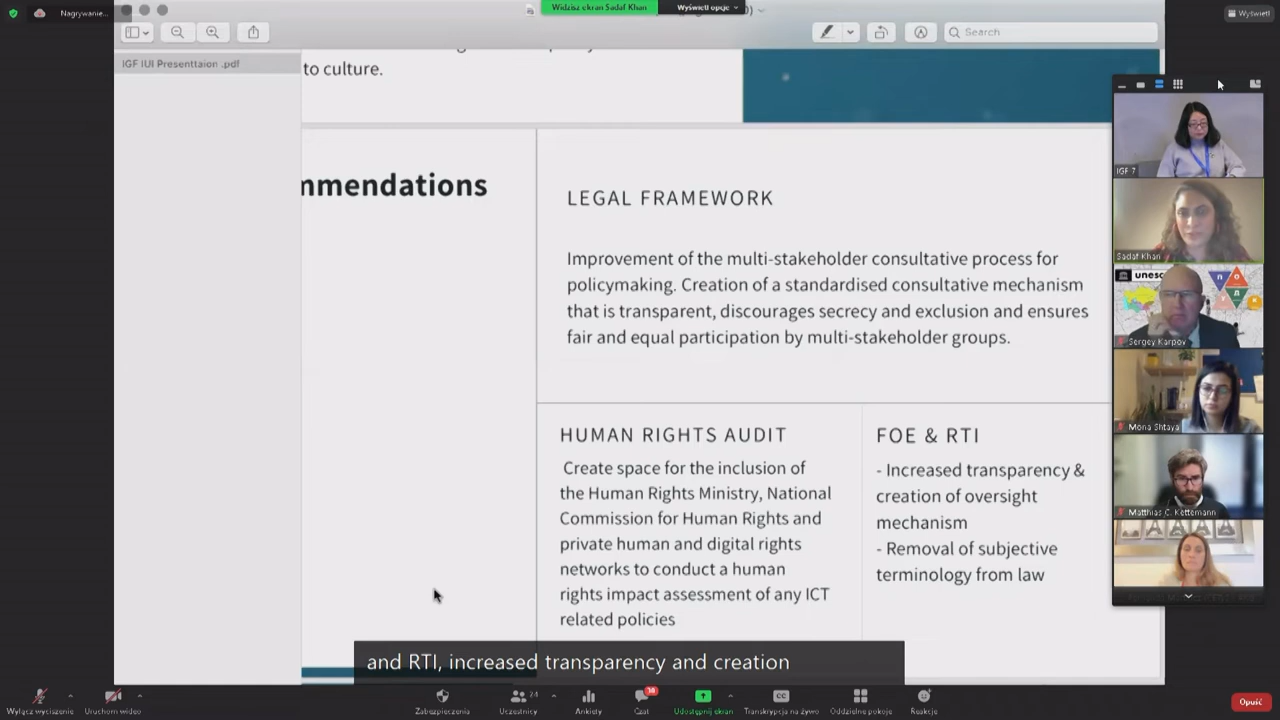 Nagrywanie...
Widzisz ekran Sadaf Khan
Wyświetl opcje
Wyświetl
Search
IGF IUI Presenttaion .pdf
to culture.
mmendations
LEGAL FRAMEWORK
Improvement of the multi-stakeholder consultative process for
policymaking. Creation of a standardised consultative mechanism
that is transparent, discourages secrecy and exclusion and ensures
fair and equal participation by multi-stakeholder groups.
HUMAN RIGHTS AUDIT
Create space for the inclusion of
the Human Rights Ministry, National
Commission for Human Rights and
private human and digital rights
networks to conduct a human
rights impact assessment of any ICT
related policies
FOE & RTI
- Increased transparency &
creation of oversight
mechanism
- Removal of subjective
terminology from law
IGF 7
Sadaf Khan
unesco
Sergey Karpov
Mona Shtaya
Matthias C. Kettemann
and RTI, increased transparency and creation
Wyłącz wyciszenie
Uruchom wideo
Zabezpieczenia
24
Uczestnicy
Ankiety
36
Czat
Udostępnij ekran
CC
Transkrypcja na żywo
Oddzielne pokoje
Reakcje
Opuść